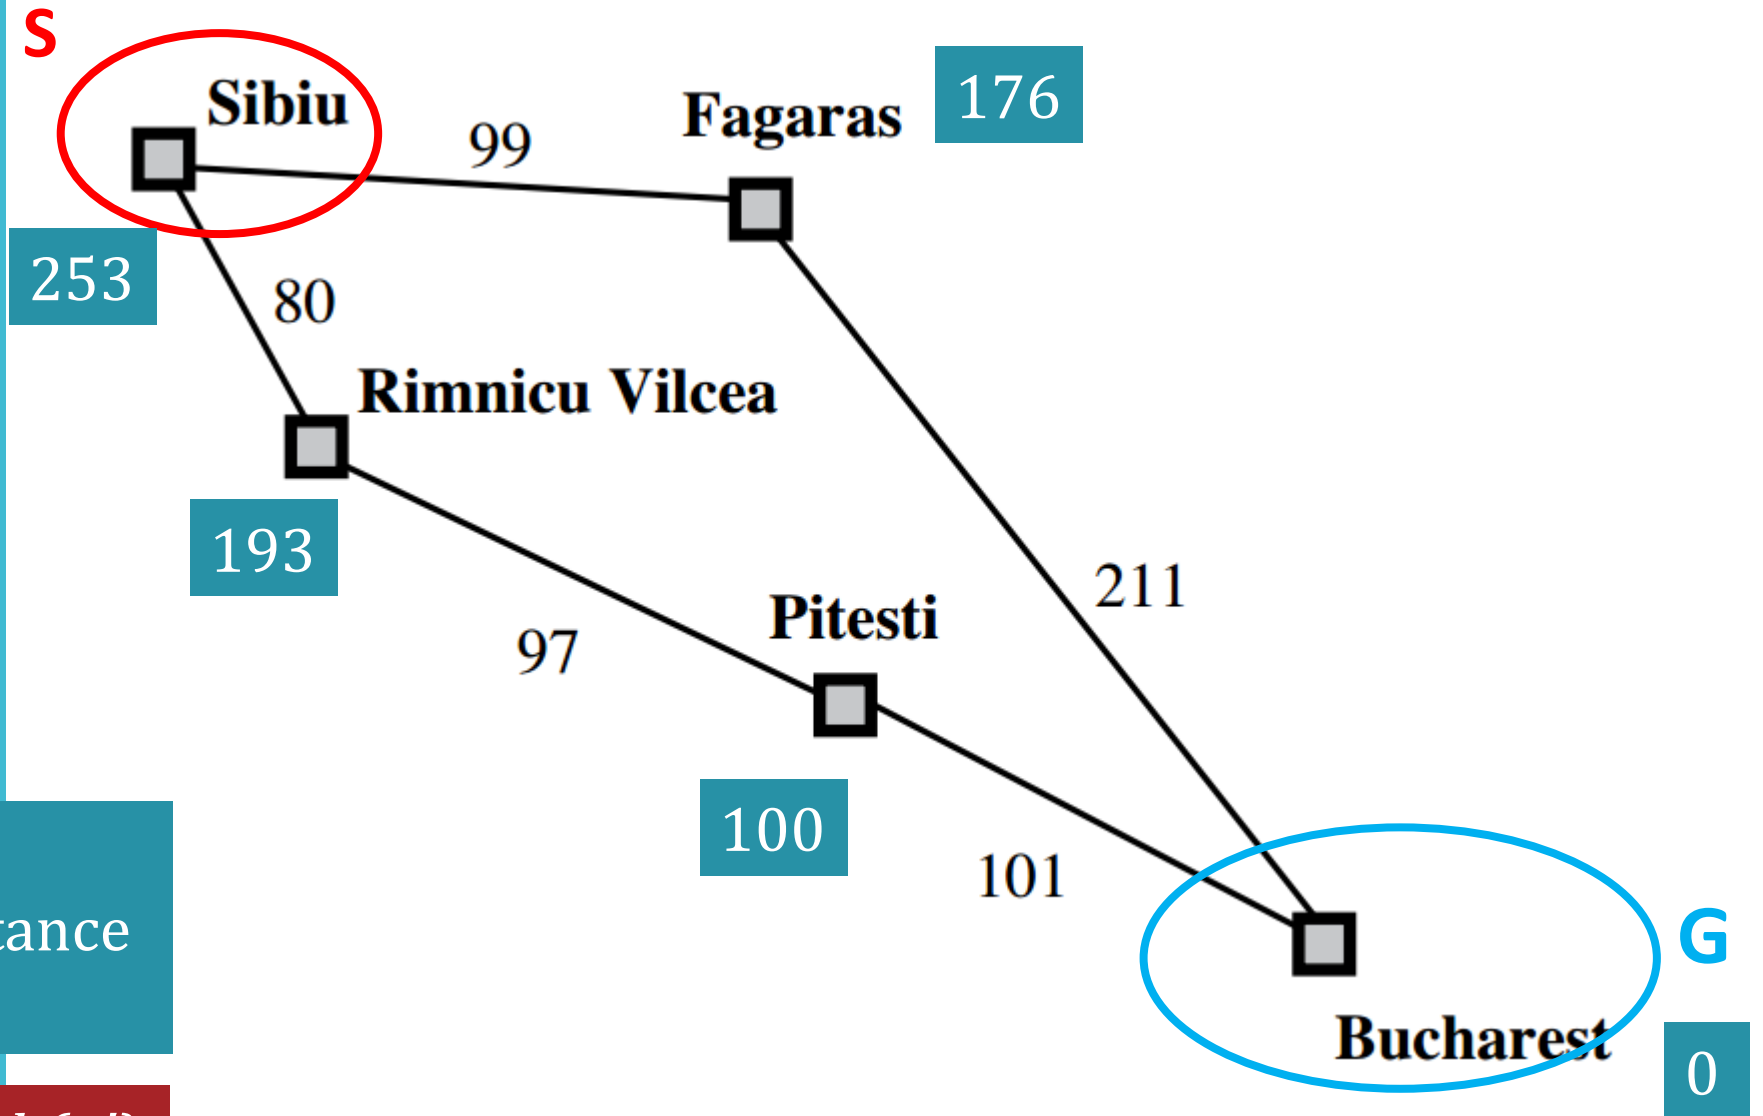 S
Sibiu
99
Fagaras
176
253
80
Rimnicu Vilcea
193
97
Pitesti
211
100
101
G
Bucharest
0